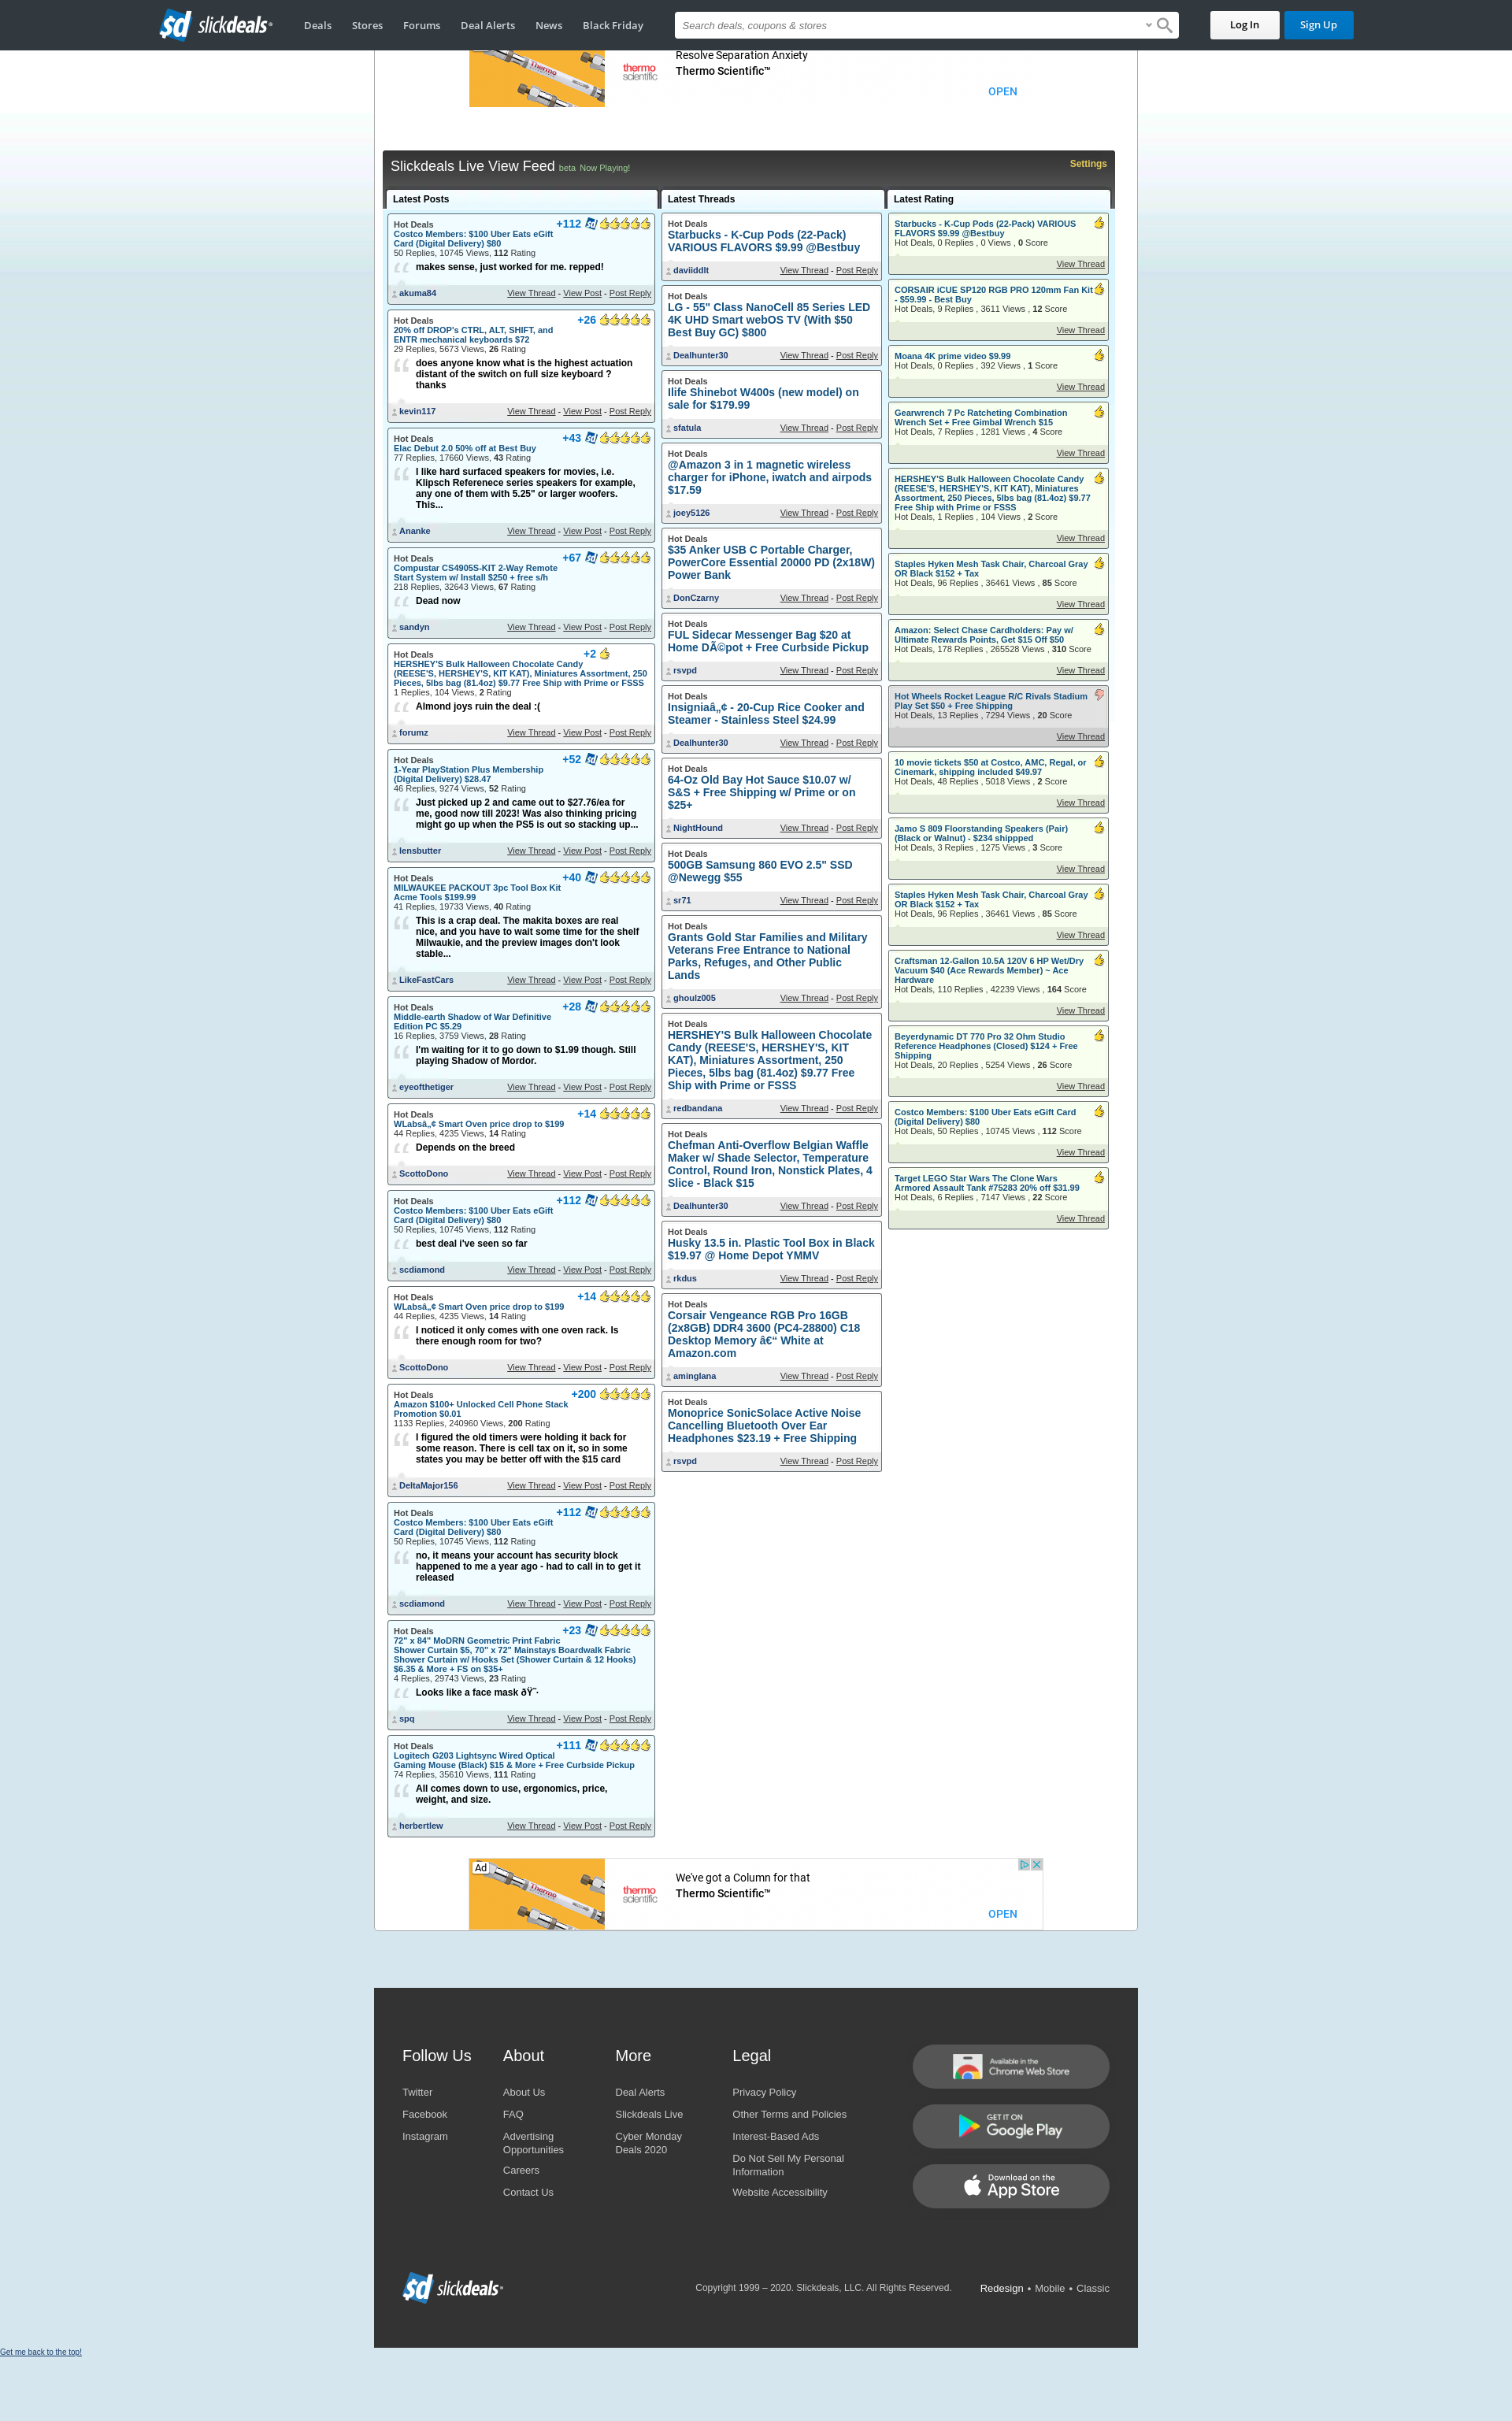 slickdeals
Deals Stores Forums Deal Alerts News Black Friday
Search deals, coupons & stores
Log In
Sign Up
Resolve Separation Anxiety
thermo scientific
Thermo Scientific™
OPEN
Slickdeals Live View Feed beta Now Playing!
Settings
Latest Posts
Hot Deals +112
Costco Members: $100 Uber Eats eGift
Card (Digital Delivery) $80
50 Replies, 10745 Views, 112 Rating
makes sense, just worked for me. repped!
akuma84 View Thread - View Post - Post Reply
Hot Deals +26
20% off DROP's CTRL, ALT, SHIFT, and
ENTR mechanical keyboards $72
29 Replies, 5673 Views, 26 Rating
does anyone know what is the highest actuation
distant of the switch on full size keyboard ?
thanks
kevin117 View Thread - View Post - Post Reply
Hot Deals +43
Elac Debut 2.0 50% off at Best Buy
77 Replies, 17660 Views, 43 Rating
I like hard surfaced speakers for movies, i.e.
Klipsch Referenece series speakers for example,
any one of them with 5.25" or larger woofers.
This...
Ananke View Thread - View Post - Post Reply
Hot Deals +67
Compustar CS4905S-KIT 2-Way Remote
Start System w/ Install $250 + free s/h
218 Replies, 32643 Views, 67 Rating
Dead now
sandyn View Thread - View Post - Post Reply
Hot Deals +2
HERSHEY'S Bulk Halloween Chocolate Candy
(REESE'S, HERSHEY'S, KIT KAT), Miniatures Assortment, 250
Pieces, 5lbs bag (81.4oz) $9.77 Free Ship with Prime or FSSS
1 Replies, 104 Views, 2 Rating
Almond joys ruin the deal :(
forumz View Thread - View Post - Post Reply
Hot Deals +52
1-Year PlayStation Plus Membership
(Digital Delivery) $28.47
46 Replies, 9274 Views, 52 Rating
Just picked up 2 and came out to $27.76/ea for
me, good now till 2023! Was also thinking pricing
might go up when the PS5 is out so stacking up...
lensbutter View Thread - View Post - Post Reply
Hot Deals +40
MILWAUKEE PACKOUT 3pc Tool Box Kit
Acme Tools $199.99
41 Replies, 19733 Views, 40 Rating
This is a crap deal. The makita boxes are real
nice, and you have to wait some time for the shelf
Milwaukie, and the preview images don't look
stable...
LikeFastCars View Thread - View Post - Post Reply
Hot Deals +28
Middle-earth Shadow of War Definitive
Edition PC $5.29
16 Replies, 3759 Views, 28 Rating
I'm waiting for it to go down to $1.99 though. Still
playing Shadow of Mordor.
eyeofthetiger View Thread - View Post - Post Reply
Hot Deals +14
WLabsâ„¢ Smart Oven price drop to $199
44 Replies, 4235 Views, 14 Rating
Depends on the breed
ScottoDono View Thread - View Post - Post Reply
Hot Deals +112
Costco Members: $100 Uber Eats eGift
Card (Digital Delivery) $80
50 Replies, 10745 Views, 112 Rating
best deal i've seen so far
scdiamond View Thread - View Post - Post Reply
Hot Deals +14
WLabsâ„¢ Smart Oven price drop to $199
44 Replies, 4235 Views, 14 Rating
I noticed it only comes with one oven rack. Is
there enough room for two?
ScottoDono View Thread - View Post - Post Reply
Hot Deals +200
Amazon $100+ Unlocked Cell Phone Stack
Promotion $0.01
1133 Replies, 240960 Views, 200 Rating
I figured the old timers were holding it back for
some reason. There is cell tax on it, so in some
states you may be better off with the $15 card
DeltaMajor156 View Thread - View Post - Post Reply
Hot Deals +112
Costco Members: $100 Uber Eats eGift
Card (Digital Delivery) $80
50 Replies, 10745 Views, 112 Rating
no, it means your account has security block
happened to me a year ago - had to call in to get it
released
scdiamond View Thread - View Post - Post Reply
Hot Deals +23
72" x 84" MoDRN Geometric Print Fabric
Shower Curtain $5, 70" x 72" Mainstays Boardwalk Fabric
Shower Curtain w/ Hooks Set (Shower Curtain & 12 Hooks)
$6.35 & More + FS on $35+
4 Replies, 29743 Views, 23 Rating
Looks like a face mask ðŸ˜·
spq View Thread - View Post - Post Reply
Hot Deals +111
Logitech G203 Lightsync Wired Optical
Gaming Mouse (Black) $15 & More + Free Curbside Pickup
74 Replies, 35610 Views, 111 Rating
All comes down to use, ergonomics, price,
weight, and size.
herbertlew View Thread - View Post - Post Reply
Latest Threads
Hot Deals
Starbucks - K-Cup Pods (22-Pack)
VARIOUS FLAVORS $9.99 @Bestbuy
daviiddlt View Thread - Post Reply
Hot Deals
LG - 55" Class NanoCell 85 Series LED
4K UHD Smart webOS TV (With $50
Best Buy GC) $800
Dealhunter30 View Thread - Post Reply
Hot Deals
Ilife Shinebot W400s (new model) on
sale for $179.99
sfatula View Thread - Post Reply
Hot Deals
@Amazon 3 in 1 magnetic wireless
charger for iPhone, iwatch and airpods
$17.59
joey5126 View Thread - Post Reply
Hot Deals
$35 Anker USB C Portable Charger,
PowerCore Essential 20000 PD (2x18W)
Power Bank
DonCzarny View Thread - Post Reply
Hot Deals
FUL Sidecar Messenger Bag $20 at
Home DÃ©pot + Free Curbside Pickup
rsvpd View Thread - Post Reply
Hot Deals
Insigniaâ„¢ - 20-Cup Rice Cooker and
Steamer - Stainless Steel $24.99
Dealhunter30 View Thread - Post Reply
Hot Deals
64-Oz Old Bay Hot Sauce $10.07 w/
S&S + Free Shipping w/ Prime or on
$25+
NightHound View Thread - Post Reply
Hot Deals
500GB Samsung 860 EVO 2.5" SSD
@Newegg $55
sr71 View Thread - Post Reply
Hot Deals
Grants Gold Star Families and Military
Veterans Free Entrance to National
Parks, Refuges, and Other Public
Lands
ghoulz005 View Thread - Post Reply
Hot Deals
HERSHEY'S Bulk Halloween Chocolate
Candy (REESE'S, HERSHEY'S, KIT
KAT), Miniatures Assortment, 250
Pieces, 5lbs bag (81.4oz) $9.77 Free
Ship with Prime or FSSS
redbandana View Thread - Post Reply
Hot Deals
Chefman Anti-Overflow Belgian Waffle
Maker w/ Shade Selector, Temperature
Control, Round Iron, Nonstick Plates, 4
Slice - Black $15
Dealhunter30 View Thread - Post Reply
Hot Deals
Husky 13.5 in. Plastic Tool Box in Black
$19.97 @ Home Depot YMMV
rkdus View Thread - Post Reply
Hot Deals
Corsair Vengeance RGB Pro 16GB
(2x8GB) DDR4 3600 (PC4-28800) C18
Desktop Memory â€“ White at
Amazon.com
aminglana View Thread - Post Reply
Hot Deals
Monoprice SonicSolace Active Noise
Cancelling Bluetooth Over Ear
Headphones $23.19 + Free Shipping
rsvpd View Thread - Post Reply
Latest Rating
Starbucks - K-Cup Pods (22-Pack) VARIOUS
FLAVORS $9.99 @Bestbuy
Hot Deals, 0 Replies , 0 Views , 0 Score
View Thread
CORSAIR iCUE SP120 RGB PRO 120mm Fan Kit
- $59.99 - Best Buy
Hot Deals, 9 Replies , 3611 Views , 12 Score
View Thread
Moana 4K prime video $9.99
Hot Deals, 0 Replies , 392 Views , 1 Score
View Thread
Gearwrench 7 Pc Ratcheting Combination
Wrench Set + Free Gimbal Wrench $15
Hot Deals, 7 Replies , 1281 Views , 4 Score
View Thread
HERSHEY'S Bulk Halloween Chocolate Candy
(REESE'S, HERSHEY'S, KIT KAT), Miniatures
Assortment, 250 Pieces, 5lbs bag (81.4oz) $9.77
Free Ship with Prime or FSSS
Hot Deals, 1 Replies , 104 Views , 2 Score
View Thread
Staples Hyken Mesh Task Chair, Charcoal Gray
OR Black $152 + Tax
Hot Deals, 96 Replies , 36461 Views , 85 Score
View Thread
Amazon: Select Chase Cardholders: Pay w/
Ultimate Rewards Points, Get $15 Off $50
Hot Deals, 178 Replies , 265528 Views , 310 Score
View Thread
Hot Wheels Rocket League R/C Rivals Stadium
Play Set $50 + Free Shipping
Hot Deals, 13 Replies , 7294 Views , 20 Score
View Thread
10 movie tickets $50 at Costco, AMC, Regal, or
Cinemark, shipping included $49.97
Hot Deals, 48 Replies , 5018 Views , 2 Score
View Thread
Jamo S 809 Floorstanding Speakers (Pair)
(Black or Walnut) - $234 shippped
Hot Deals, 3 Replies , 1275 Views , 3 Score
View Thread
Staples Hyken Mesh Task Chair, Charcoal Gray
OR Black $152 + Tax
Hot Deals, 96 Replies , 36461 Views , 85 Score
View Thread
Craftsman 12-Gallon 10.5A 120V 6 HP Wet/Dry
Vacuum $40 (Ace Rewards Member) ~ Ace
Hardware
Hot Deals, 110 Replies , 42239 Views , 164 Score
View Thread
Beyerdynamic DT 770 Pro 32 Ohm Studio
Reference Headphones (Closed) $124 + Free
Shipping
Hot Deals, 20 Replies , 5254 Views , 26 Score
View Thread
Costco Members: $100 Uber Eats eGift Card
(Digital Delivery) $80
Hot Deals, 50 Replies , 10745 Views , 112 Score
View Thread
Target LEGO Star Wars The Clone Wars
Armored Assault Tank #75283 20% off $31.99
Hot Deals, 6 Replies , 7147 Views , 22 Score
View Thread
Ad
We've got a Column for that
thermo scientific
Thermo Scientific™
OPEN
Follow Us
Twitter
Facebook
Instagram
About
About Us
FAQ
Advertising
Opportunities
Careers
Contact Us
More
Deal Alerts
Slickdeals Live
Cyber Monday
Deals 2020
Legal
Privacy Policy
Other Terms and Policies
Interest-Based Ads
Do Not Sell My Personal
Information
Website Accessibility
Available in the
Chrome Web Store
GET IT ON
Google Play
Download on the
App Store
slickdeals
Copyright 1999 – 2020. Slickdeals, LLC. All Rights Reserved.
Redesign • Mobile • Classic
Get me back to the top!